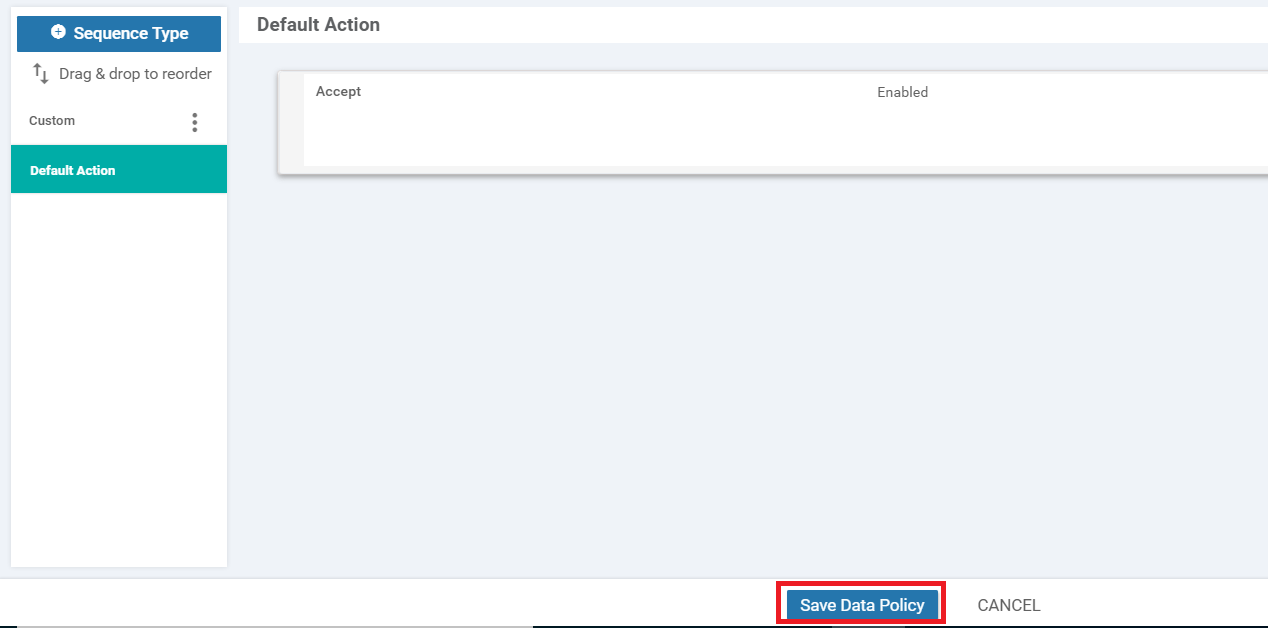 Sequence Type
Drag & drop to reorder
Custom
Default Action
Default Action
Accept
Enabled
Save Data Policy
CANCEL